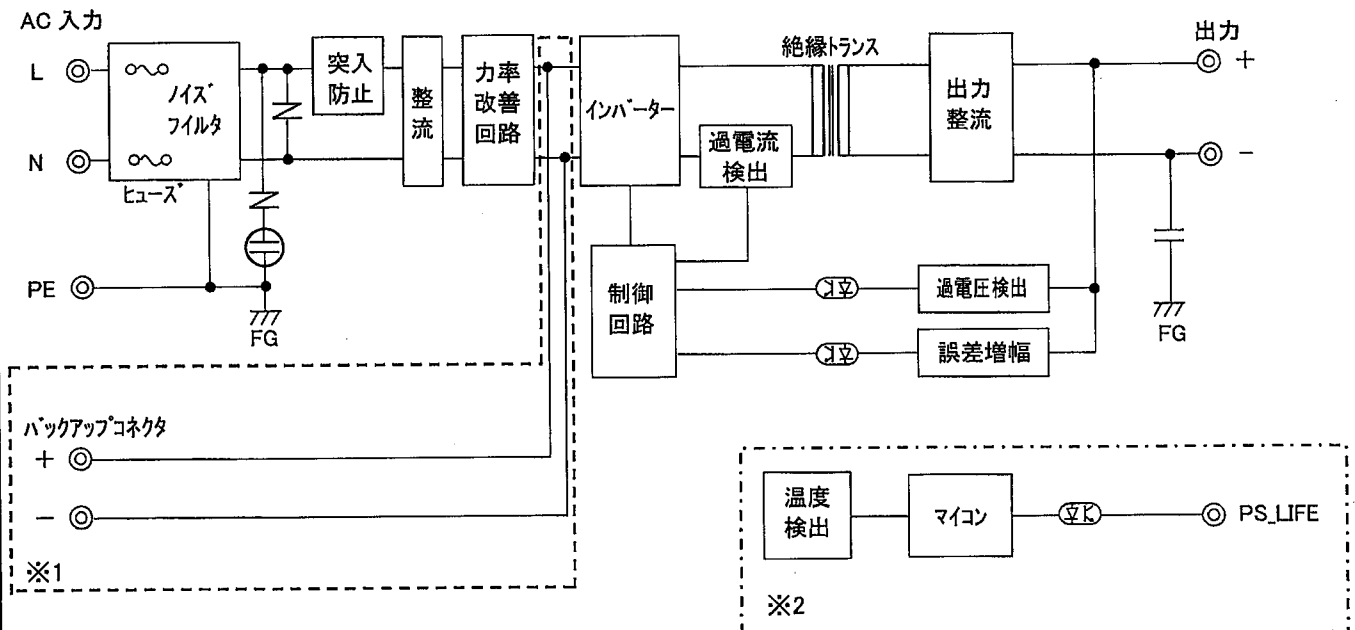 AC 入力
L
N
PE
ノイズ
フイルタ
ヒューズ
FG
突入
防止
整
流
力率
改善
回路
インバーター
過電流
検出
絶縁トランス
出力
整流
出力
+
-
FG
制御
回路
過電圧検出
誤差増幅
バックアップコネクタ
+
-
※1
温度
検出
マイコン
PS_LIFE
※2